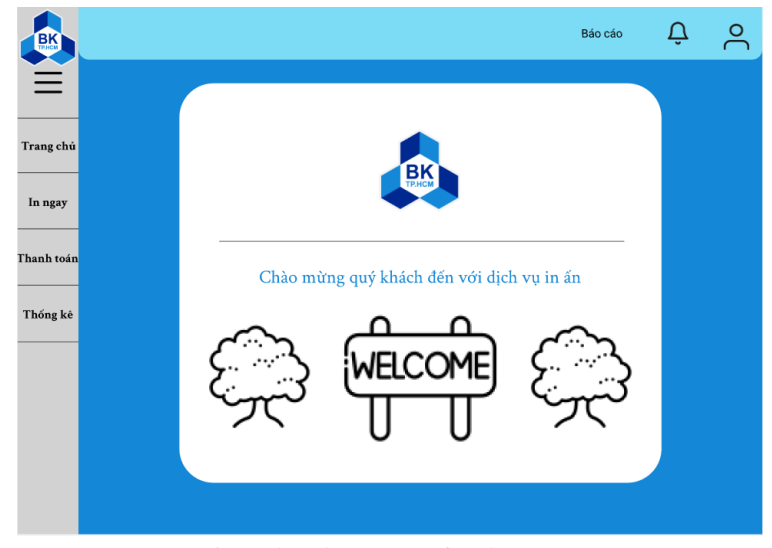 BK
TP.HCM
Báo cáo
Trang chủ
In ngay
Thanh toán
Thống kê
BK
TP.HCM
Chào mừng quý khách đến với dịch vụ in ấn
WELCOME